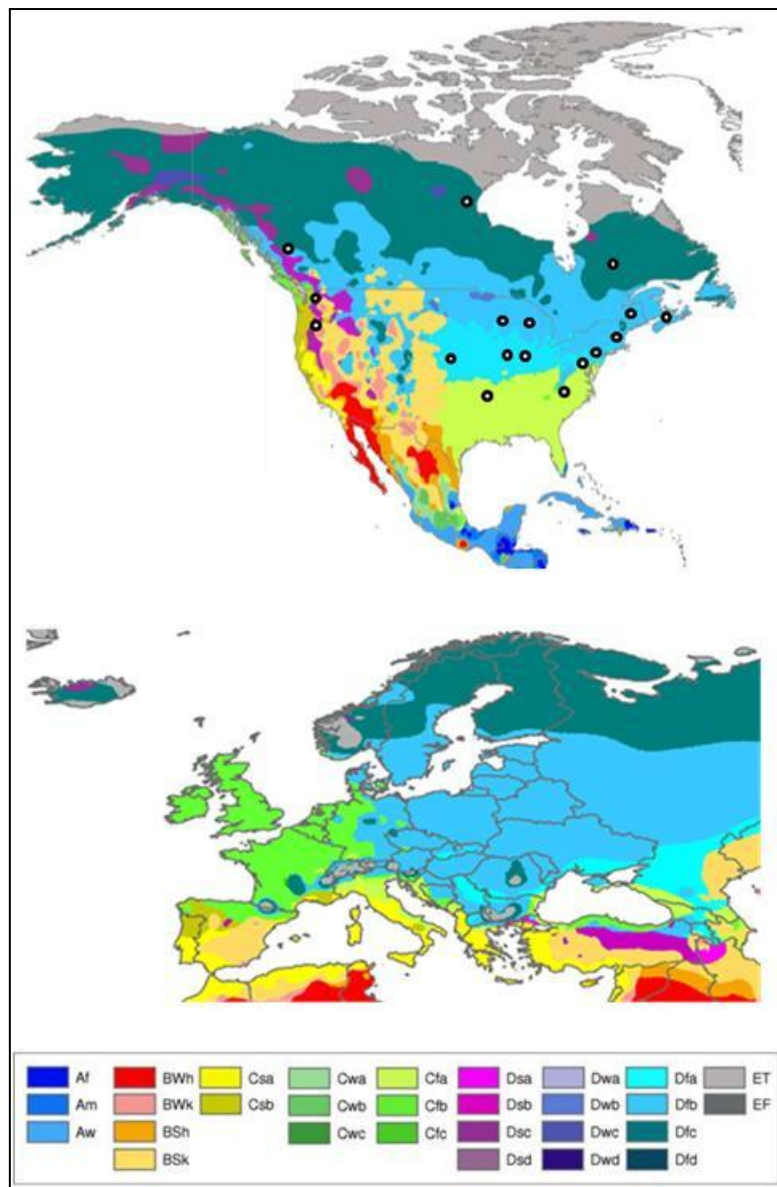 Af BWh Csa Cwa Cfa Dsa Dwa Dfa ET
Am BWk Csb Cwb Cfb Dsb Dwb Dfb EF
Aw BSh Cwc Cfc Dsc Dwc Dfc
BSk Dsd Dwd Dfd